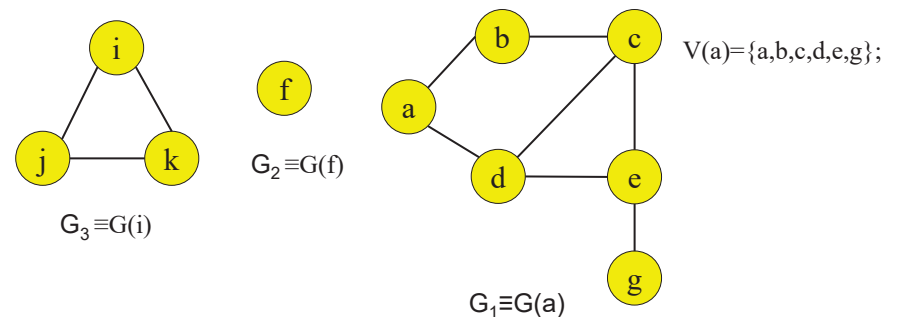 i
j
k
G₃≡G(i)
f
G₂≡G(f)
b
c
a
d
e
g
V(a)={a,b,c,d,e,g};
G₁≡G(a)